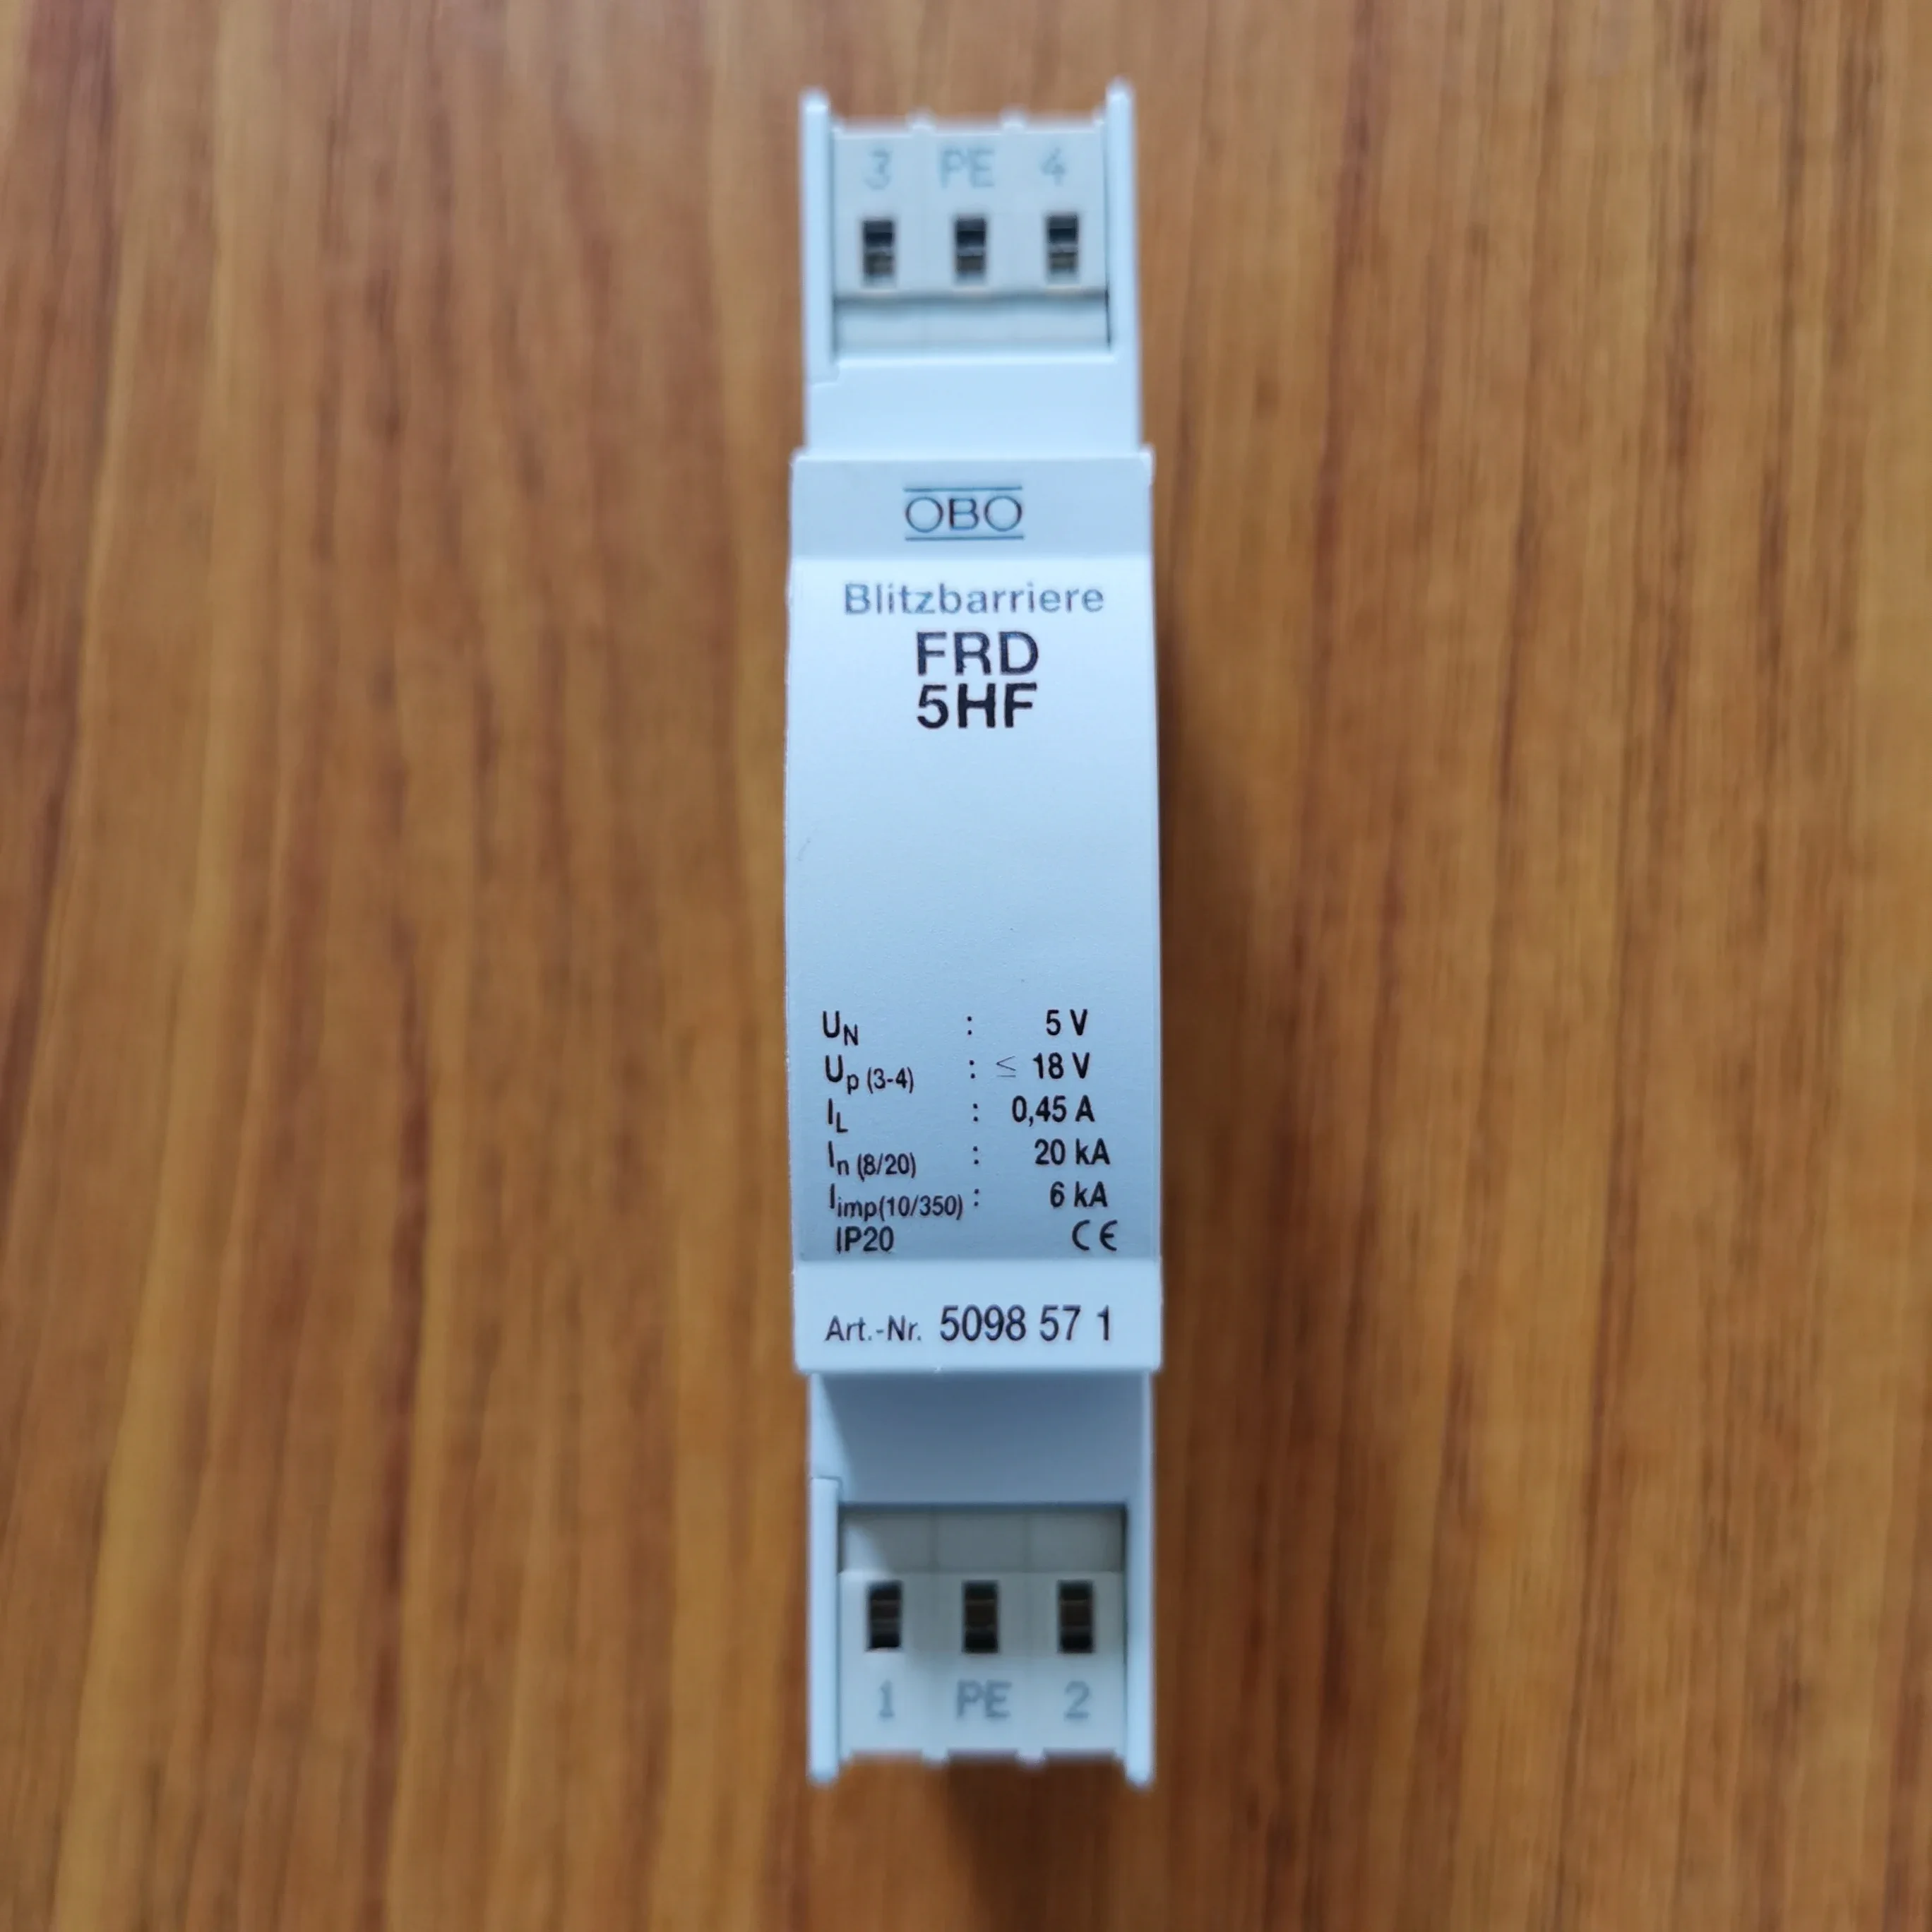 3 PE 4
OBO
Blitzbarriere
FRD
5HF
UN : 5 V
Up (3-4) : ≤ 18 V
IL : 0,45 A
In (8/20) : 20 kA
Iimp(10/350) : 6 kA
IP20 CE
Art.-Nr. 5098 57 1
1 PE 2